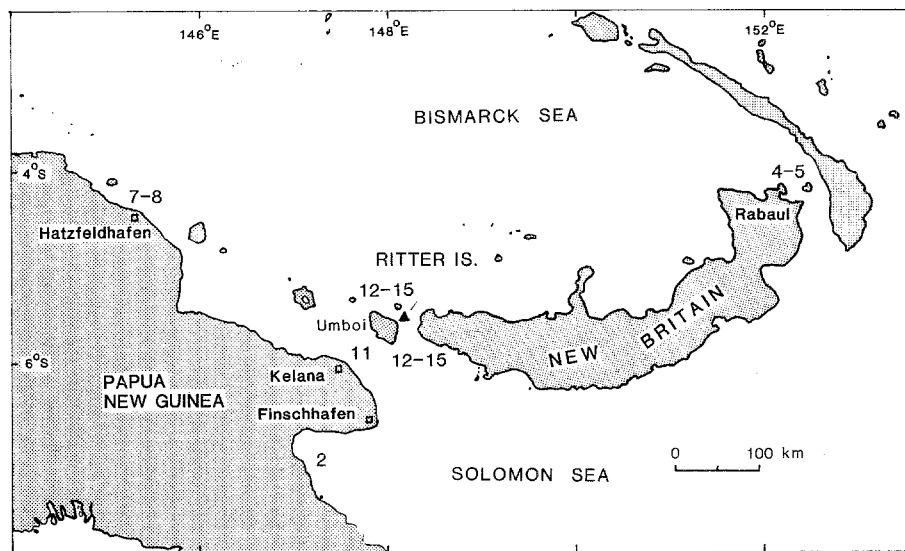 146°E
148°E
152°E
BISMARCK SEA
4°S
7-8
4-5
Hatzfeldhafen
Rabaul
RITTER IS.
12-15
Umboi
11
12-15
NEW BRITAIN
6°S
Kelana
PAPUA
NEW GUINEA
Finschhafen
2
0 100 km
SOLOMON SEA